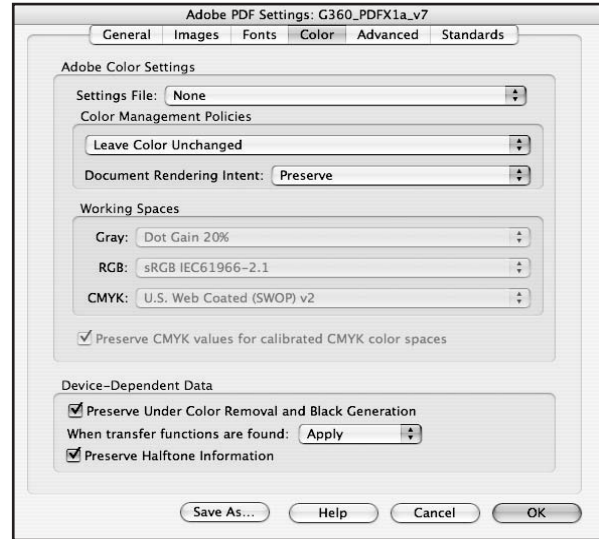 Adobe PDF Settings: G360_PDFX1a_v7
General Images Fonts Color Advanced Standards
Adobe Color Settings
Settings File: None
Color Management Policies
Leave Color Unchanged
Document Rendering Intent: Preserve
Working Spaces
Gray: Dot Gain 20%
RGB: sRGB IEC61966-2.1
CMYK: U.S. Web Coated (SWOP) v2
Preserve CMYK values for calibrated CMYK color spaces
Device-Dependent Data
Preserve Under Color Removal and Black Generation
When transfer functions are found: Apply
Preserve Halftone Information
Save As... Help Cancel OK